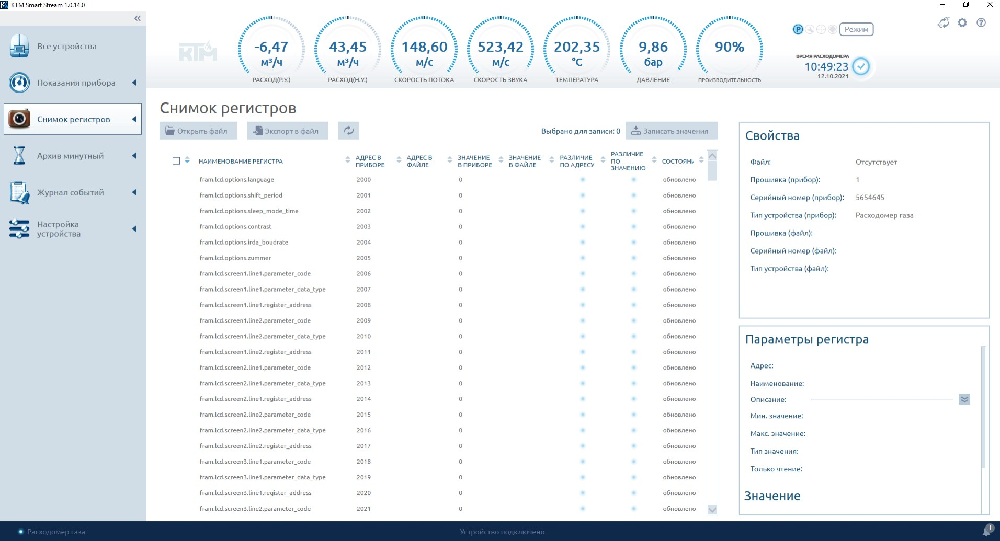 KTM Smart Stream 1.0.14.0
Все устройства
Показания прибора
Снимок регистров
Архив минутный
Журнал событий
Настройка
устройства
КТМ
-6,47
м³/ч
РАСХОД(Р.У.)
43,45
м³/ч
РАСХОД(Н.У.)
148,60
м/с
СКОРОСТЬ ПОТОКА
523,42
м/с
СКОРОСТЬ ЗВУКА
202,35
°C
ТЕМПЕРАТУРА
9,86
бар
ДАВЛЕНИЕ
90%
ПРОИЗВОДИТЕЛЬНОСТЬ
P
Режим
ВРЕМЯ РАСХОДОМЕРА
10:49:23
12.10.2021
°C °F
?
Снимок регистров
Открыть файл
Экспорт в файл
Выбрано для записи: 0
Записать значения
НАИМЕНОВАНИЕ РЕГИСТРА
АДРЕС В
ПРИБОРЕ
АДРЕС В
ФАЙЛЕ
ЗНАЧЕНИЕ
В ПРИБОРЕ
ЗНАЧЕНИЕ
В ФАЙЛЕ
РАЗЛИЧИЕ
ПО АДРЕСУ
РАЗЛИЧИЕ
ПО
ЗНАЧЕНИЮ
СОСТОЯНИ
fram.lcd.options.language 2000 0 обновлено
fram.lcd.options.shift_period 2001 0 обновлено
fram.lcd.options.sleep_mode_time 2002 0 обновлено
fram.lcd.options.contrast 2003 0 обновлено
fram.lcd.options.irda_boudrate 2004 0 обновлено
fram.lcd.options.zummer 2005 0 обновлено
fram.lcd.screen1.line1.parameter_code 2006 0 обновлено
fram.lcd.screen1.line1.parameter_data_type 2007 0 обновлено
fram.lcd.screen1.line1.register_address 2008 0 обновлено
fram.lcd.screen1.line2.parameter_code 2009 0 обновлено
fram.lcd.screen1.line2.parameter_data_type 2010 0 обновлено
fram.lcd.screen1.line2.register_address 2011 0 обновлено
fram.lcd.screen2.line1.parameter_code 2012 0 обновлено
fram.lcd.screen2.line1.parameter_data_type 2013 0 обновлено
fram.lcd.screen2.line1.register_address 2014 0 обновлено
fram.lcd.screen2.line2.parameter_code 2015 0 обновлено
fram.lcd.screen2.line2.parameter_data_type 2016 0 обновлено
fram.lcd.screen2.line2.register_address 2017 0 обновлено
fram.lcd.screen3.line1.parameter_code 2018 0 обновлено
fram.lcd.screen3.line1.parameter_data_type 2019 0 обновлено
fram.lcd.screen3.line1.register_address 2020 0 обновлено
fram.lcd.screen3.line2.parameter_code 2021 0 обновлено
Свойства
Файл: Отсутствует
Прошивка (прибор): 1
Серийный номер (прибор): 5654645
Тип устройства (прибор): Расходомер газа
Прошивка (файл):
Серийный номер (файл):
Тип устройства (файл):
Параметры регистра
Адрес:
Наименование:
Описание:
Мин. значение:
Макс. значение:
Тип значения:
Только чтение:
Значение
Расходомер газа
Устройство подключено
1